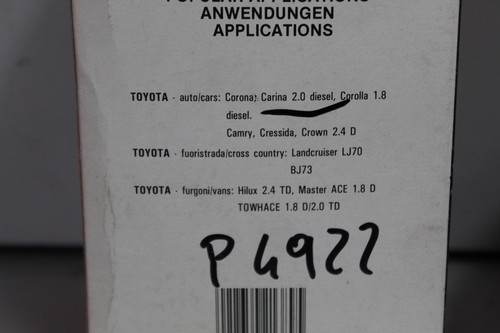 POPULAR APPLICATIONS
ANWENDUNGEN
APPLICATIONS
TOYOTA - auto/cars: Corona; Carina 2.0 diesel, Corolla 1.8
diesel.
Camry, Cressida, Crown 2.4 D
TOYOTA - fuoristrada/cross country: Landcruiser LJ70
BJ73
TOYOTA - furgoni/vans: Hilux 2.4 TD, Master ACE 1.8 D
TOWHACE 1.8 D/2.0 TD
P4922